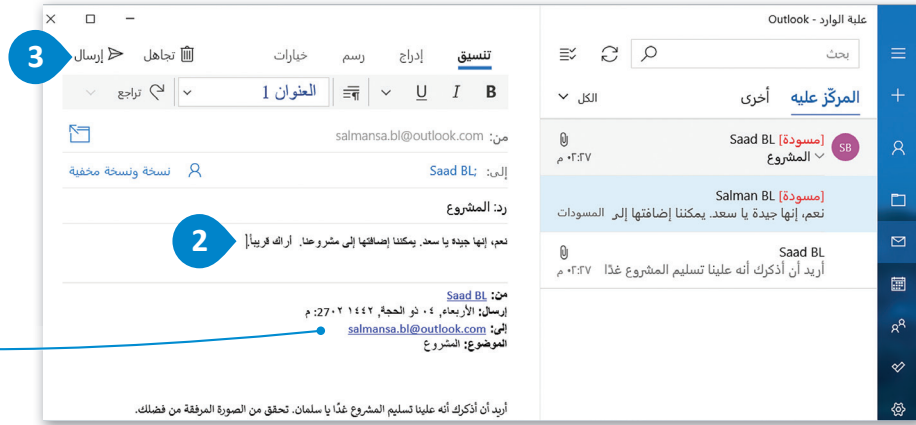 علبة الوارد - Outlook
بحث
المركّز عليه أخرى الكل
SB
[مسودة] Saad BL
المشروع
٠٢:٢٧ م
[مسودة] Salman BL
نعم، إنها جيدة يا سعد. يمكننا إضافتها إلى المسودات
Saad BL
أريد أن أذكرك أنه علينا تسليم المشروع غدًا ٠٢:٢٧ م
تنسيق إدراج رسم خيارات تجاهل إرسال
3
B I U العنوان 1 تراجع
من: salmansa.bl@outlook.com
إلى: Saad BL; نسخة ونسخة مخفية
رد: المشروع
نعم، إنها جيدة يا سعد. يمكننا إضافتها إلى مشروعنا. أراك قريباً.
2
من: Saad BL
إرسال: الأربعاء, ٠٤ ذو الحجة, ١٤٤٢ ٢٠27: م
إلى: salmansa.bl@outlook.com
الموضوع: المشروع
أريد أن أذكرك أنه علينا تسليم المشروع غدًا يا سلمان. تحقق من الصورة المرفقة من فضلك.